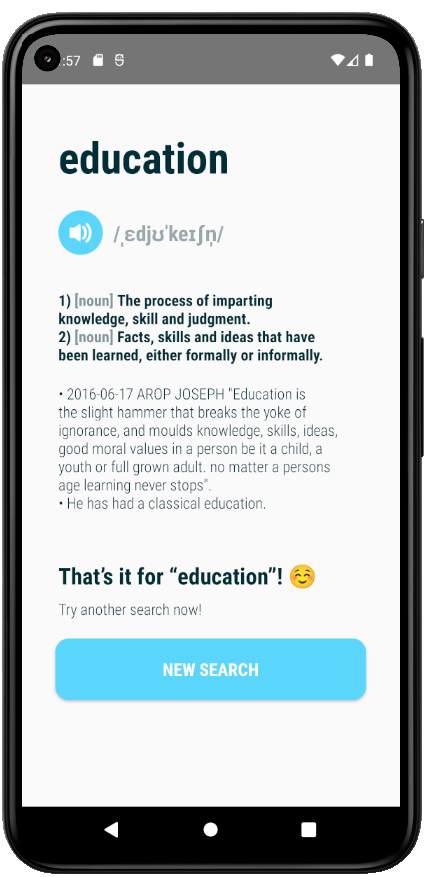 :57
education
/ˌɛdjʊˈkeɪʃn̩/
1) [noun] The process of imparting
knowledge, skill and judgment.
2) [noun] Facts, skills and ideas that have
been learned, either formally or informally.
• 2016-06-17 AROP JOSEPH "Education is
the slight hammer that breaks the yoke of
ignorance, and moulds knowledge, skills, ideas,
good moral values in a person be it a child, a
youth or full grown adult. no matter a persons
age learning never stops".
• He has had a classical education.
That's it for “education”! ☺️
Try another search now!
NEW SEARCH